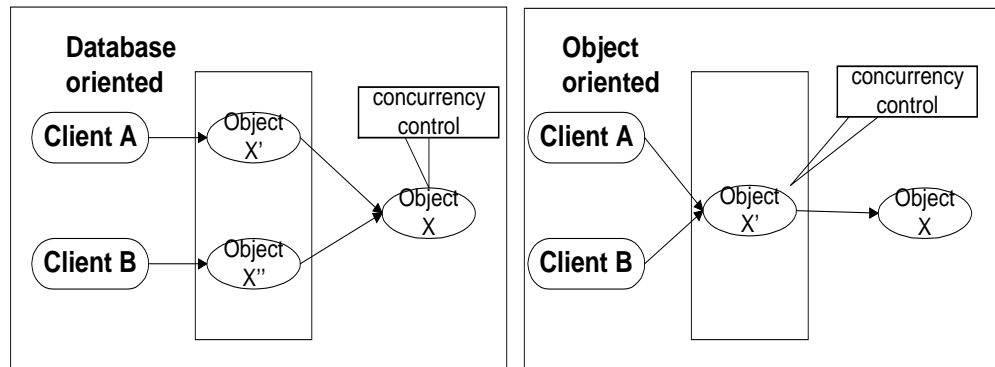 Database
oriented
concurrency
control
Client A
Object
X'
Object
X
Client B
Object
X''
Object
oriented
concurrency
control
Client A
Object
X'
Object
X
Client B